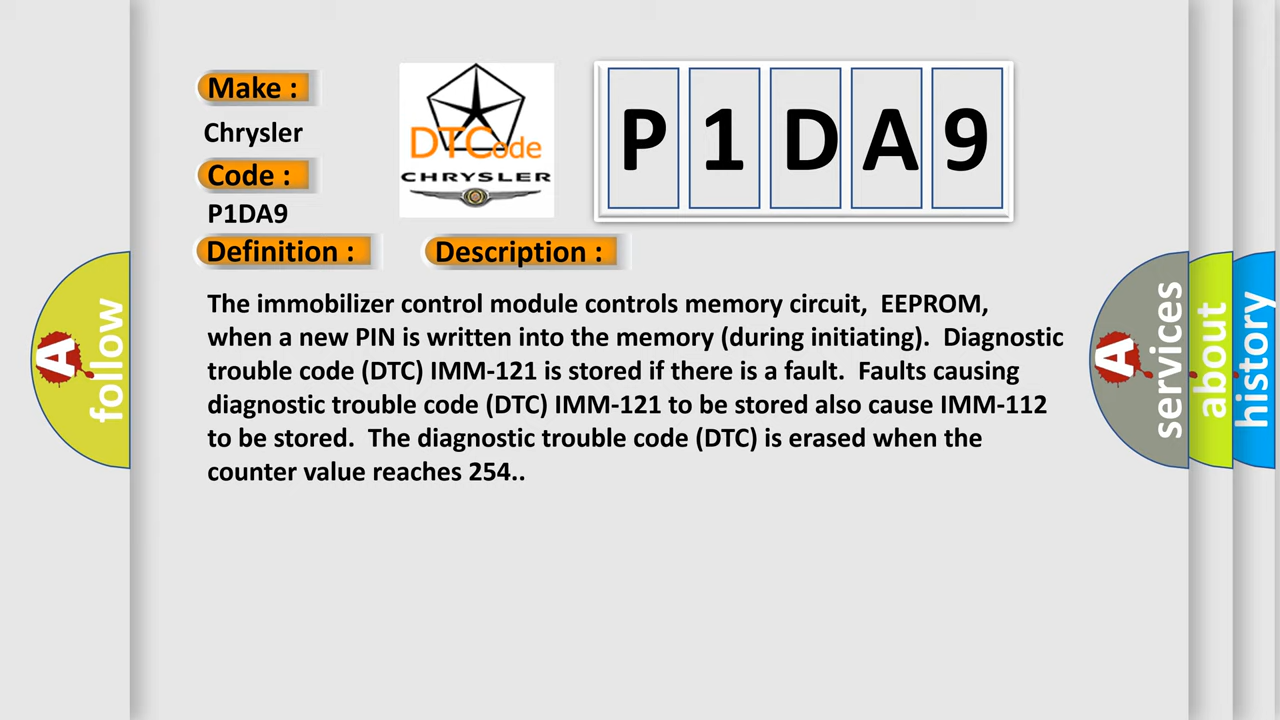 Make :
Chrysler
Code :
P1DA9
Definition :
Description :
DTCode
CHRYSLER
P 1 D A 9
The immobilizer control module controls memory circuit,  EEPROM,
when a new PIN is written into the memory (during initiating).  Diagnostic
trouble code (DTC) IMM-121 is stored if there is a fault.  Faults causing
diagnostic trouble code (DTC) IMM-121 to be stored also cause IMM-112
to be stored.  The diagnostic trouble code (DTC) is erased when the
counter value reaches 254..
A follow
A services
about
history